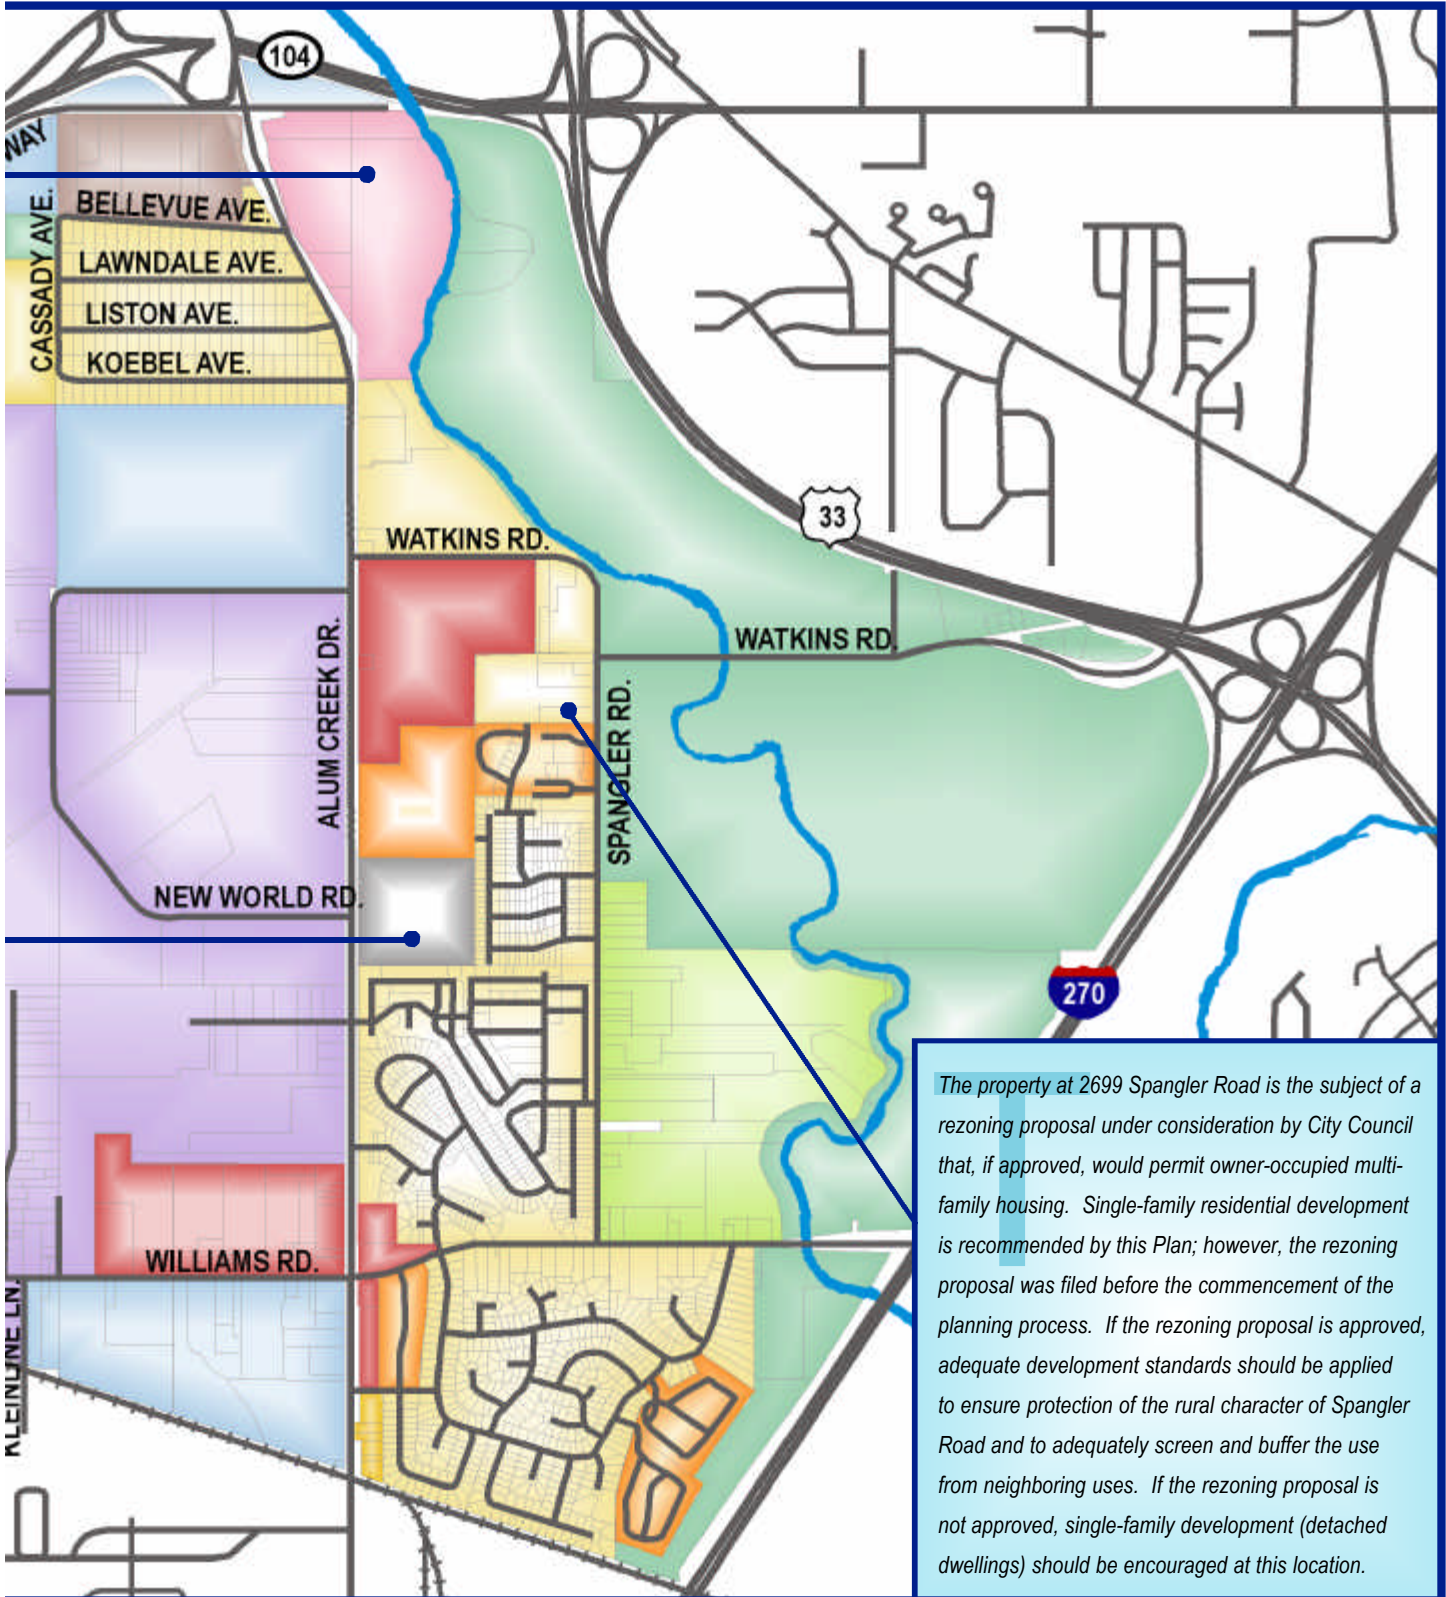 104
WAY
CASSADY AVE.
BELLEVUE AVE.
LAWNDALE AVE.
LISTON AVE.
KOEBEL AVE.
33
WATKINS RD.
WATKINS RD.
ALUM CREEK DR.
SPANGLER RD.
NEW WORLD RD.
270
WILLIAMS RD.
KLEINLINE LN.
The property at 2699 Spangler Road is the subject of a
rezoning proposal under consideration by City Council
that, if approved, would permit owner-occupied multi-
family housing. Single-family residential development
is recommended by this Plan; however, the rezoning
proposal was filed before the commencement of the
planning process. If the rezoning proposal is approved,
adequate development standards should be applied
to ensure protection of the rural character of Spangler
Road and to adequately screen and buffer the use
from neighboring uses. If the rezoning proposal is
not approved, single-family development (detached
dwellings) should be encouraged at this location.
T